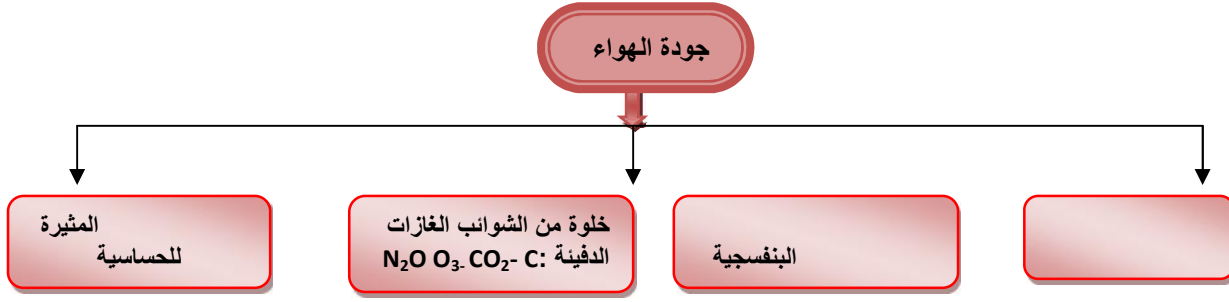 جودة الهواء
البنفسجية
خلوة من الشوائب الغازات
الدفيئة :N₂O O₃- CO₂- C
المثيرة
للحساسية